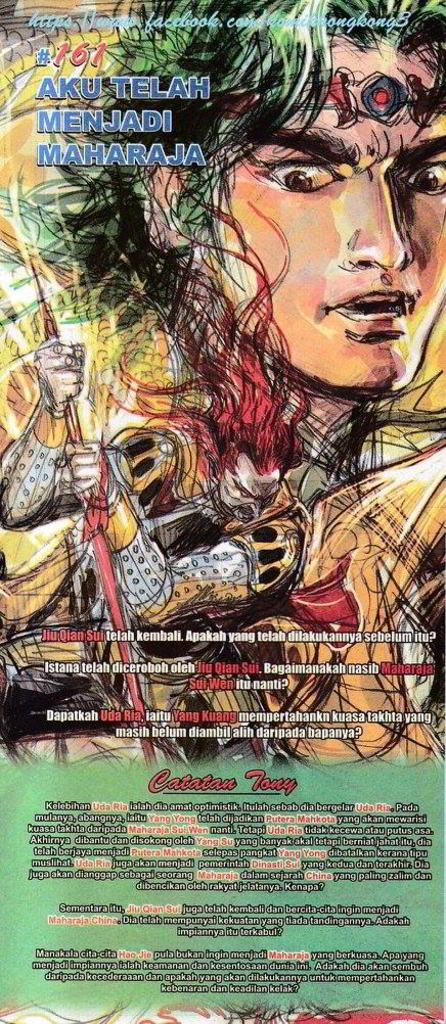 https://www.facebook.com/komikhongkong3
#161
AKU TELAH
MENJADI
MAHARAJA
Jiu Qian Sui telah kembali. Apakah yang telah dilakukannya sebelum itu?
Istana telah diceroboh oleh Jiu Qian Sui. Bagaimanakah nasib Maharaja
Sui Wen itu nanti?
Dapatkah Uda Ria, iaitu Yang Kuang mempertahankn kuasa takhta yang
masih belum diambil alih daripada bapanya?
Catatan Tony
Kelebihan Uda Ria ialah dia amat optimistik. Itulah sebab dia bergelar Uda Ria. Pada
mulanya, abangnya, iaitu Yang Yong telah dijadikan Putera Mahkota yang akan mewarisi
kuasa takhta daripada Maharaja Sui Wen nanti. Tetapi Uda Ria tidak kecewa atau putus asa.
Akhirnya dibantu dan disokong oleh Yang Su yang banyak akal tetapi berniat jahat itu, dia
telah berjaya menjadi Putera Mahkota selepas pangkat Yang Yong dibatalkan kerana tipu
muslihat. Uda Ria juga akan menjadi pemerintah Dinasti Sui yang kedua dan terakhir. Dia
juga akan dianggap sebagai seorang Maharaja dalam sejarah China yang paling zalim dan
dibencikan oleh rakyat jelatanya. Kenapa?
Sementara itu, Jiu Qian Sui juga telah kembali dan bercita-cita ingin menjadi
Maharaja China. Dia telah mempunyai kekuatan yang tiada tandingannya. Adakah
impiannya itu terkabul?
Manakala cita-cita Hao Jie pula bukan ingin menjadi Maharaja yang berkuasa. Apa yang
menjadi impiannya ialah keamanan dan kesentosaan dunia ini. Adakah dia akan sembuh
daripada kecederaaan dan apakah yang akan dilakukannya untuk mempertahankan
kebenaran dan keadilan kelak?